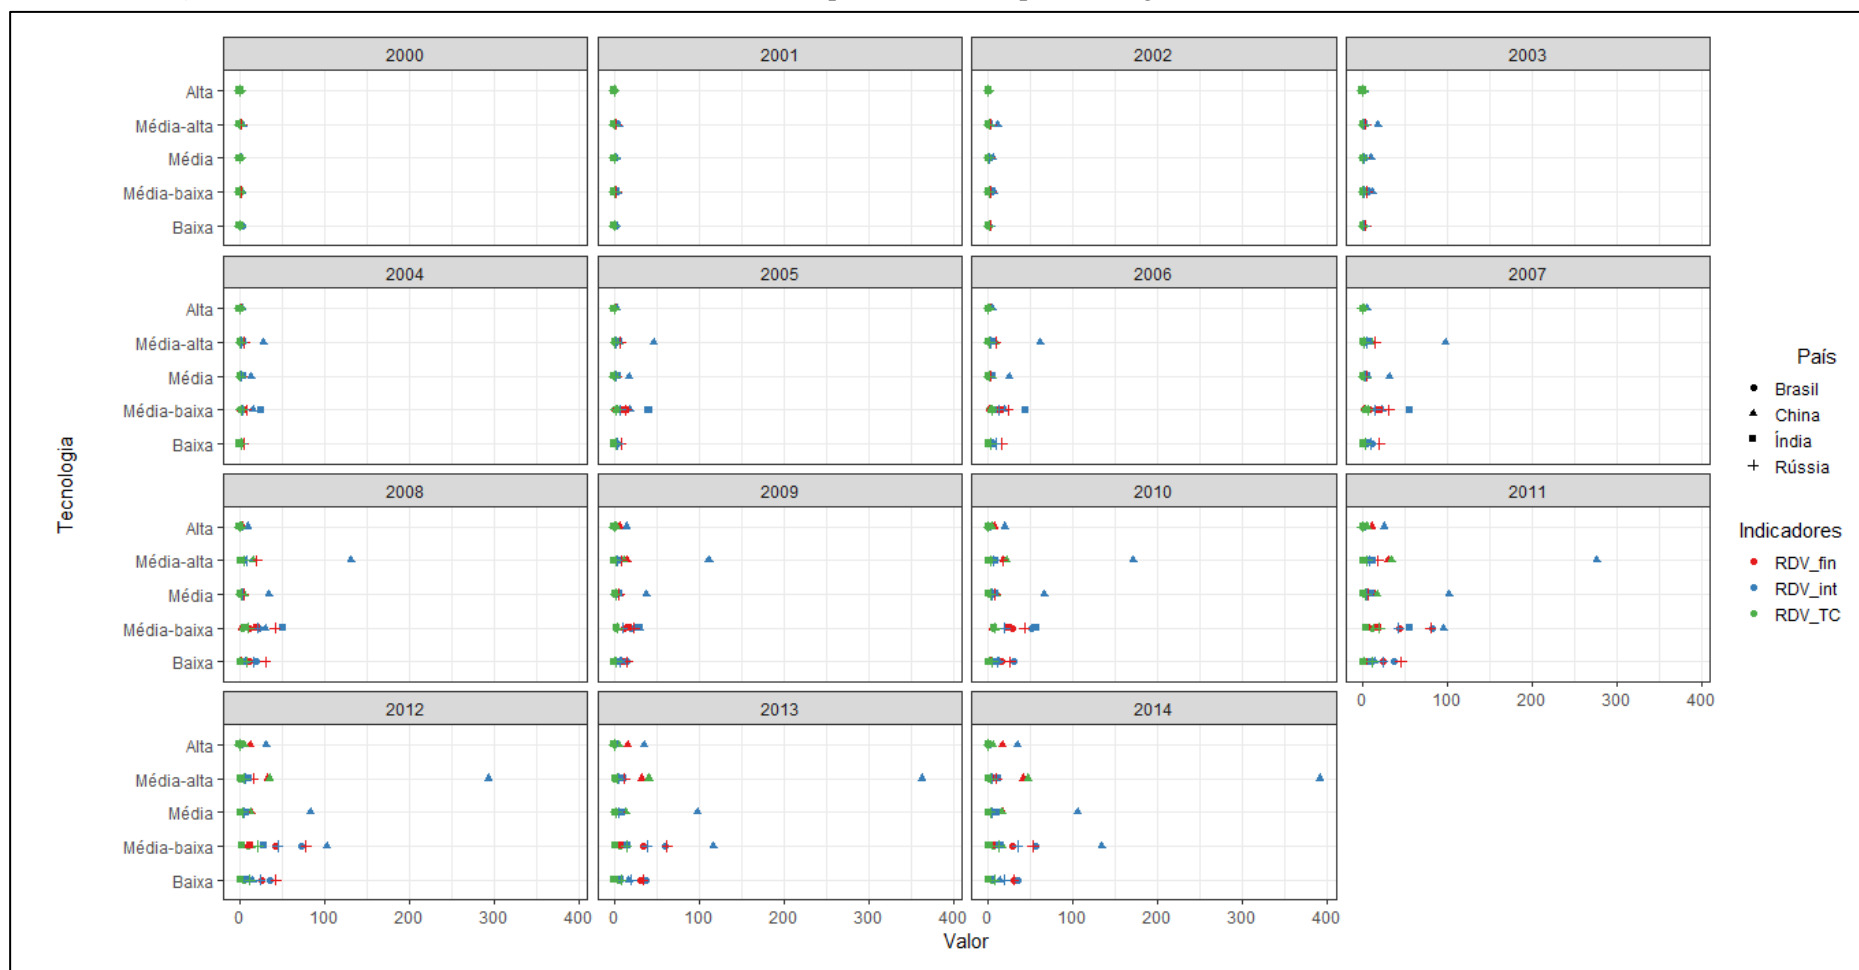 2000 2001 2002 2003
Alta
Média-alta
Média
Média-baixa
Baixa
2004 2005 2006 2007
Alta
Média-alta
Média
Média-baixa
Baixa
2008 2009 2010 2011
Alta
Média-alta
Média
Média-baixa
Baixa
0 100 200 300 400
2012 2013 2014
Alta
Média-alta
Média
Média-baixa
Baixa
0 100 200 300 400 0 100 200 300 400 0 100 200 300 400
Valor
Tecnologia
País
Brasil
China
Índia
Rússia
Indicadores
RDV_fin
RDV_int
RDV_TC